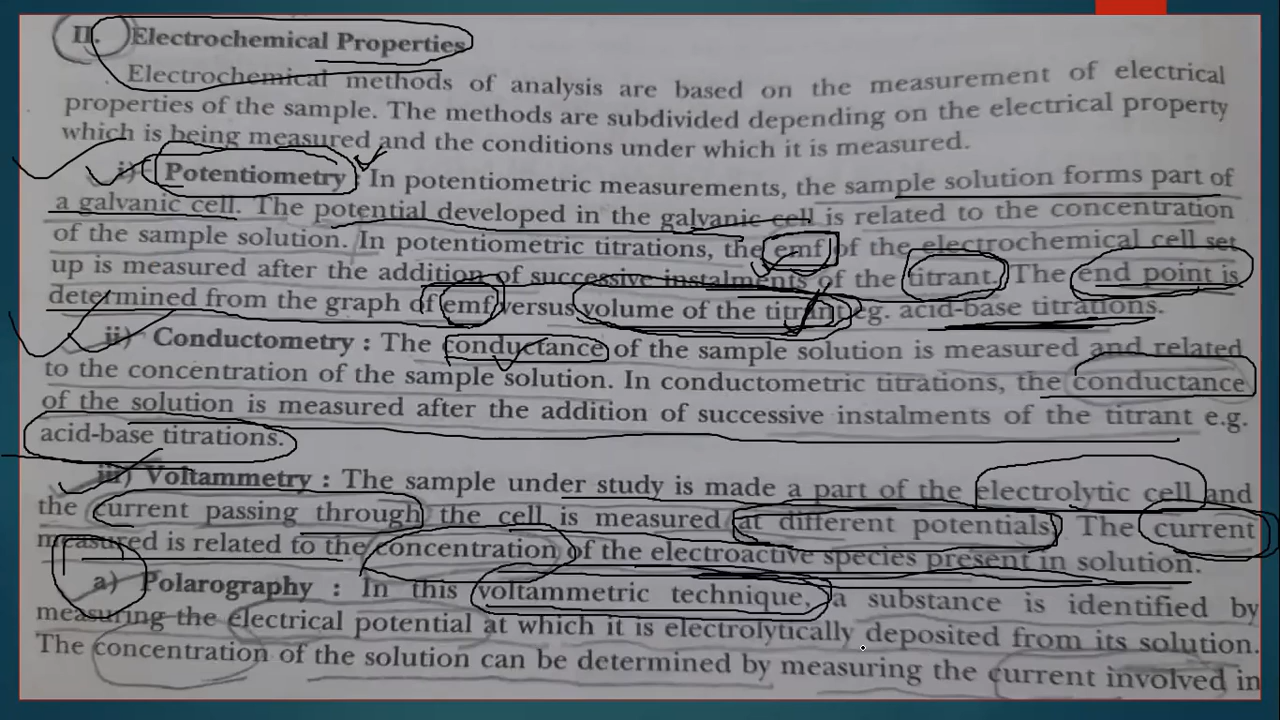 II. Electrochemical Properties
Electrochemical methods of analysis are based on the measurement of electrical
properties of the sample. The methods are subdivided depending on the electrical property
which is being measured and the conditions under which it is measured.
i) Potentiometry In potentiometric measurements, the sample solution forms part of
a galvanic cell. The potential developed in the galvanic cell is related to the concentration
of the sample solution. In potentiometric titrations, the emf of the electrochemical cell set
up is measured after the addition of successive instalments of the titrant. The end point is
determined from the graph of emf versus volume of the titrant eg. acid-base titrations.
ii) Conductometry : The conductance of the sample solution is measured and related
to the concentration of the sample solution. In conductometric titrations, the conductance
of the solution is measured after the addition of successive instalments of the titrant e.g.
acid-base titrations.
iii) Voltammetry : The sample under study is made a part of the electrolytic cell and
the current passing through the cell is measured at different potentials. The current
measured is related to the concentration of the electroactive species present in solution.
a) Polarography : In this voltammetric technique, a substance is identified by
measuring the electrical potential at which it is electrolytically deposited from its solution.
The concentration of the solution can be determined by measuring the current involved in